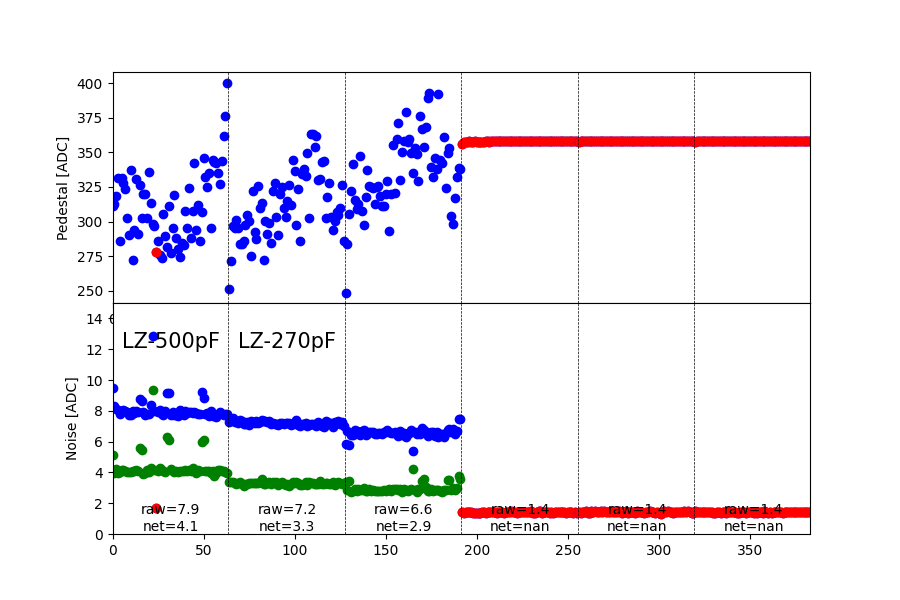 400
375
350
325
300
275
250
Pedestal [ADC]
14
12
10
8
6
4
2
0
Noise [ADC]
LZ-500pF LZ-270pF
raw=7.9 raw=7.2 raw=6.6 raw=1.4 raw=1.4 raw=1.4
net=4.1 net=3.3 net=2.9 net=nan net=nan net=nan
0 50 100 150 200 250 300 350